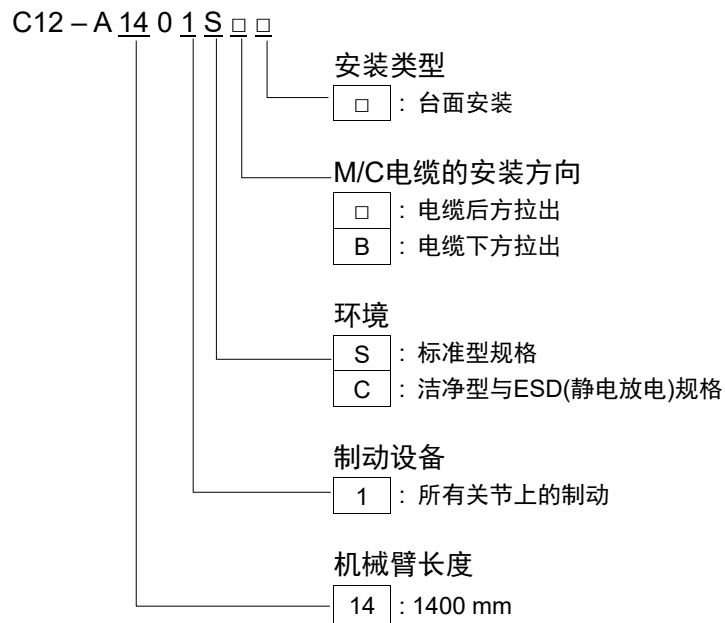 C12 – A 14 0 1 S □ □
安装类型
□ : 台面安装
M/C电缆的安装方向
□ : 电缆后方拉出
B : 电缆下方拉出
环境
S : 标准型规格
C : 洁净型与ESD(静电放电)规格
制动设备
1 : 所有关节上的制动
机械臂长度
14 : 1400 mm